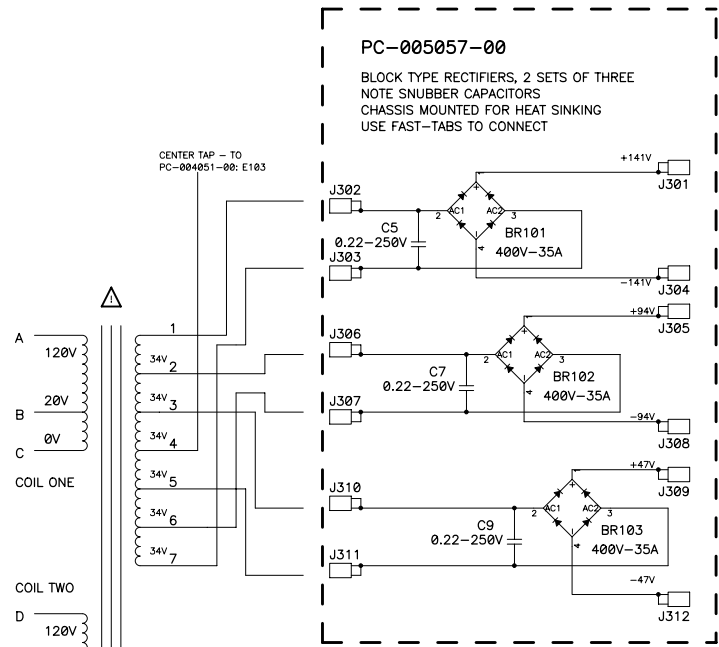 PC-005057-00
BLOCK TYPE RECTIFIERS, 2 SETS OF THREE
NOTE SNUBBER CAPACITORS
CHASSIS MOUNTED FOR HEAT SINKING
USE FAST-TABS TO CONNECT
CENTER TAP - TO
PC-004051-00: E103
+141V
J301
J302
1
2
AC1
+
AC2
3
-
4
C5
0.22-250V
BR101
400V-35A
J303
-141V
J304
+94V
J305
J306
1
2
AC1
+
AC2
3
-
4
C7
0.22-250V
BR102
400V-35A
J307
-94V
J308
+47V
J309
J310
1
2
AC1
+
AC2
3
-
4
C9
0.22-250V
BR103
400V-35A
J311
-47V
J312
!
A
120V
20V
B
0V
C
COIL ONE
1
34V
2
34V
3
34V
4
34V
5
34V
6
34V
7
COIL TWO
D
120V